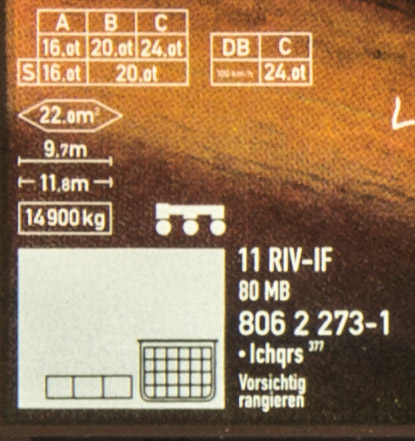 A B C
16.0t 20.0t 24.0t
S 16.0t 20.0t
DB C
100 km/h 24.0t
22.0m²
9.7m
11.8m
14900kg
11 RIV-IF
80 MB
806 2 273-1
• Ichqrs 377
Vorsichtig
rangieren